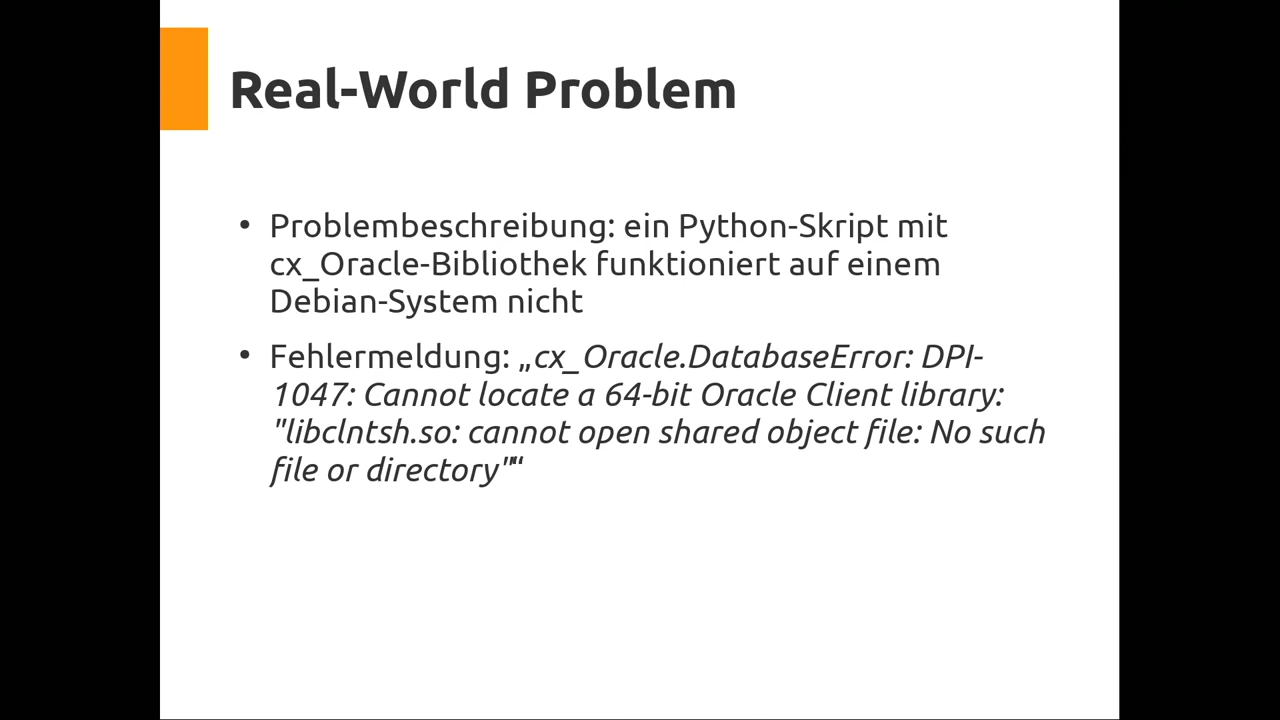 Real-World Problem
• Problembeschreibung: ein Python-Skript mit
cx_Oracle-Bibliothek funktioniert auf einem
Debian-System nicht
• Fehlermeldung: „cx_Oracle.DatabaseError: DPI-
1047: Cannot locate a 64-bit Oracle Client library:
"libclntsh.so: cannot open shared object file: No such
file or directory"“